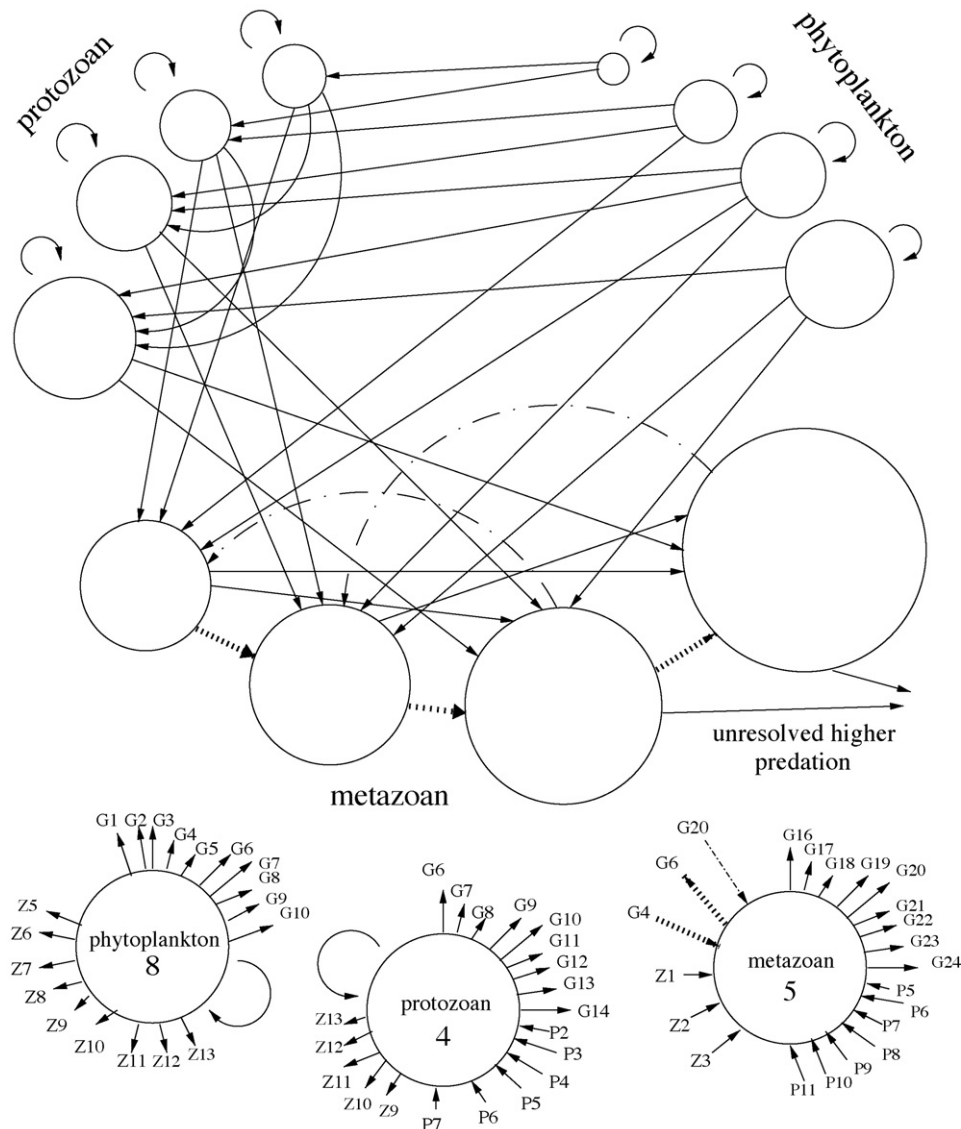 protozoan
phytoplankton
unresolved higher
predation
metazoan
G1
G2
G3
G4
G5
G6
G7
G8
G9
G10
Z5
Z6
Z7
Z8
Z9
Z10
Z11
Z12
Z13
phytoplankton
8
G6
G7
G8
G9
G10
G11
G12
G13
G14
P2
P3
P4
P5
P6
P7
Z9
Z10
Z11
Z12
Z13
protozoan
4
G20
G6
G4
Z1
Z2
Z3
G16
G17
G18
G19
G20
G21
G22
G23
G24
P5
P6
P7
P8
P9
P10
P11
metazoan
5